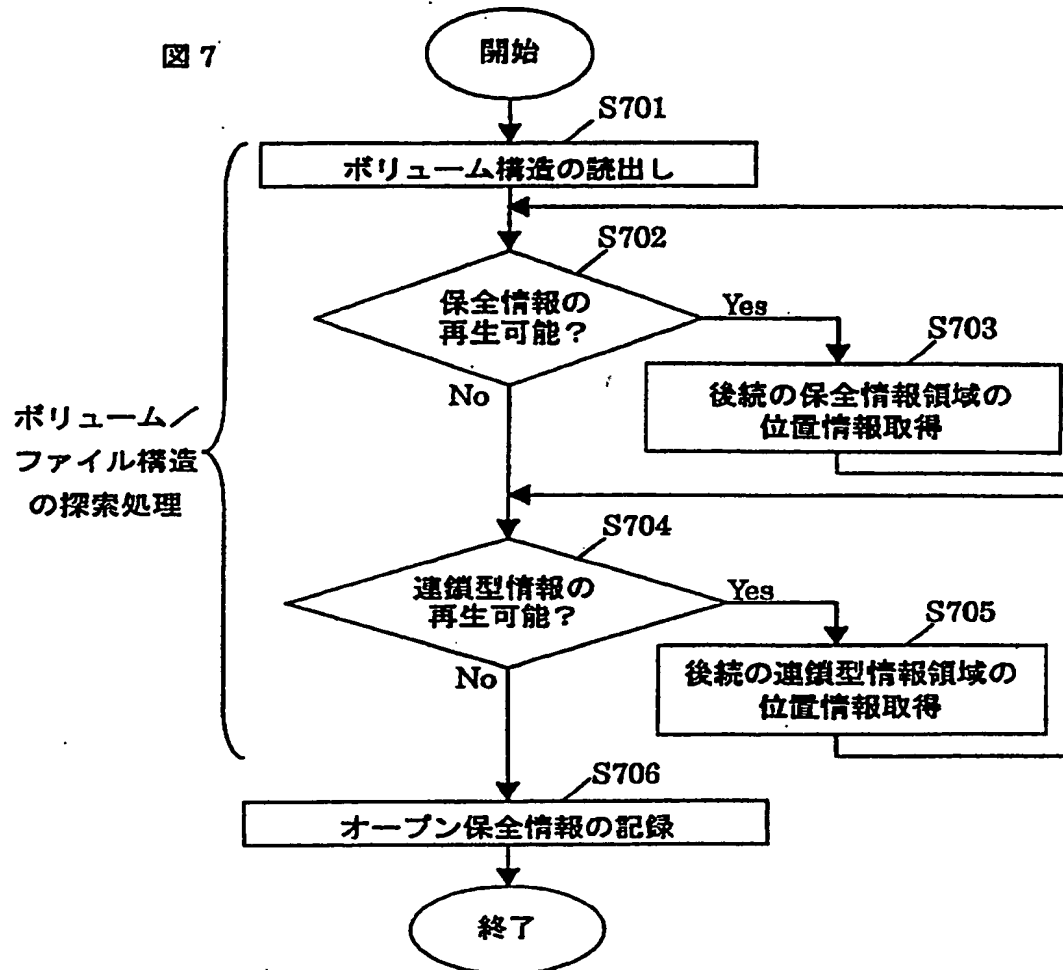 図7
開始
S701
ボリューム構造の読出し
S702
保全情報の
再生可能?
Yes
S703
No
後続の保全情報領域の
位置情報取得
ボリューム/
ファイル構造
の探索処理
S704
連鎖型情報の
再生可能?
Yes
S705
No
後続の連鎖型情報領域の
位置情報取得
S706
オープン保全情報の記録
終了